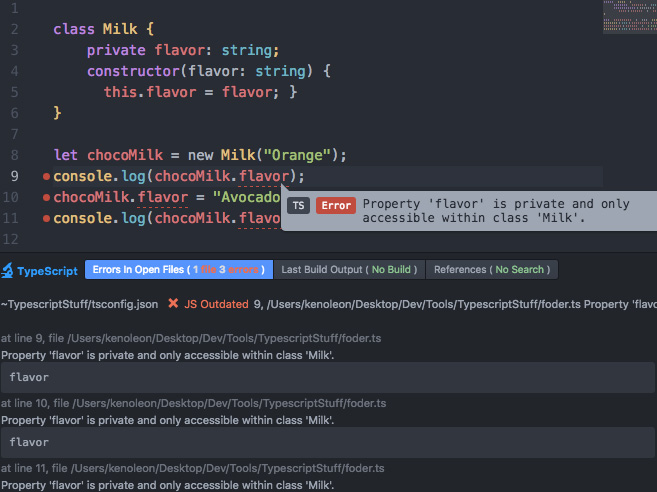 1
2 class Milk {
3 private flavor: string;
4 constructor(flavor: string) {
5 this.flavor = flavor; }
6 }
7
8 let chocoMilk = new Milk("Orange");
9 console.log(chocoMilk.flavor);
10 chocoMilk.flavor = "Avocado
11 console.log(chocoMilk.flavo
12
TS Error Property 'flavor' is private and only
accessible within class 'Milk'.
TypeScript Errors In Open Files ( 1 file 3 errors ) Last Build Output ( No Build ) References ( No Search )
~TypescriptStuff/tsconfig.json ✖ JS Outdated 9, /Users/kenoleon/Desktop/Dev/Tools/TypescriptStuff/foder.ts Property 'flavo
at line 9, file /Users/kenoleon/Desktop/Dev/Tools/TypescriptStuff/foder.ts
Property 'flavor' is private and only accessible within class 'Milk'.
flavor
at line 10, file /Users/kenoleon/Desktop/Dev/Tools/TypescriptStuff/foder.ts
Property 'flavor' is private and only accessible within class 'Milk'.
flavor
at line 11, file /Users/kenoleon/Desktop/Dev/Tools/TypescriptStuff/foder.ts
Property 'flavor' is private and only accessible within class 'Milk'.